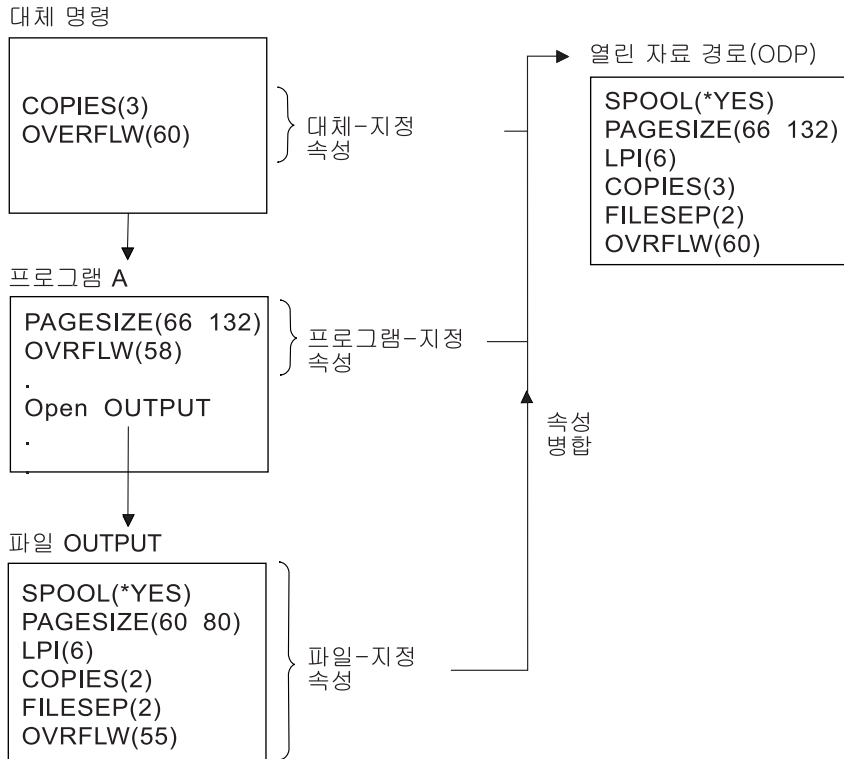 대체 명령
COPIES(3)
OVERFLW(60)
대체-지정
속성
프로그램 A
PAGESIZE(66 132)
OVRFLW(58)
.
Open OUTPUT
.
.
프로그램-지정
속성
파일 OUTPUT
SPOOL(*YES)
PAGESIZE(60 80)
LPI(6)
COPIES(2)
FILESEP(2)
OVRFLW(55)
파일-지정
속성
속성
병합
열린 자료 경로(ODP)
SPOOL(*YES)
PAGESIZE(66 132)
LPI(6)
COPIES(3)
FILESEP(2)
OVRFLW(60)